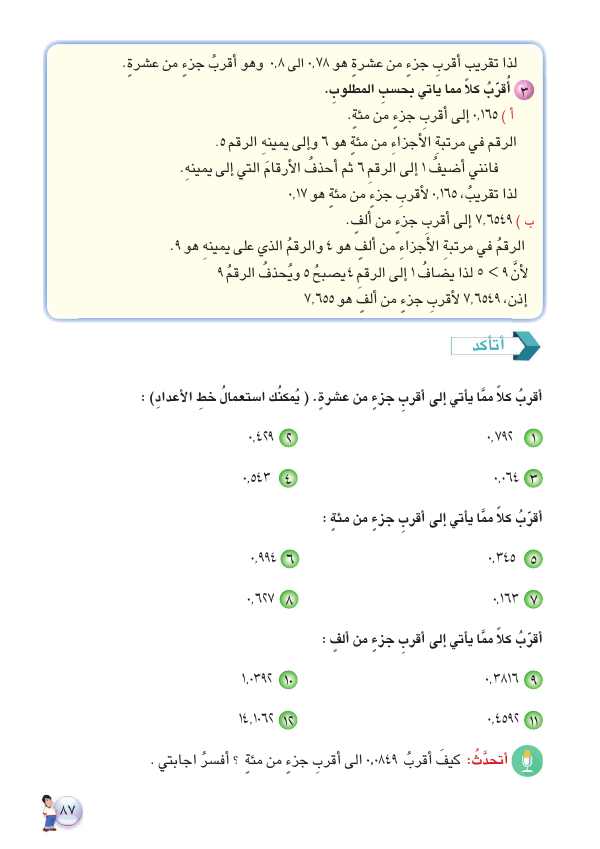 لذا تقريب أقربِ جزءٍ من عشرةٍ هو ٠,٧٨ الى ٠,٨ وهو أقربُ جزءٍ من عشرةٍ.
٣ أُقرّبُ كلاً مما ياتي بحسبِ المطلوبِ.
أ ) ٠,١٦٥ إلى أقربِ جزءٍ من مئةٍ.
الرقم في مرتبةِ الأجزاءِ من مئةٍ هو ٦ وإلى يمينهِ الرقم ٥.
فانني أضيفُ ١ إلى الرقمِ ٦ ثم أحذفُ الأرقامَ التي إلى يمينهِ.
لذا تقريبُ، ٠,١٦٥ لأقربِ جزءٍ من مئةٍ هو ٠,١٧
ب ) ٧,٦٥٤٩ إلى أقربِ جزءٍ من ألفٍ.
الرقمُ في مرتبةِ الأجزاءِ من ألفٍ هو ٤ والرقمُ الذي على يمينهِ هو ٩.
لأنَّ ٩ > ٥ لذا يضافُ ١ إلى الرقمِ ٤ يصبحُ ٥ ويُحذفُ الرقمُ ٩
إذن، ٧,٦٥٤٩ لأقربِ جزءٍ من ألفٍ هو ٧,٦٥٥
أتأكد
أقربُ كلاً ممَّا يأتي إلى أقربِ جزءٍ من عشرةٍ. ( يُمكنُك استعمالُ خطِ الأعدادِ) :
١ ٠,٧٩٢ ٢ ٠,٤٢٩
٣ ٠,٠٦٤ ٤ ٠,٥٤٣
أقرّبُ كلاً ممَّا يأتي إلى أقربِ جزءٍ من مئةٍ :
٥ ٠,٣٤٥ ٦ ٠,٩٩٤
٧ ٠,١٦٣ ٨ ٠,٦٢٧
أقرّبُ كلاً ممَّا يأتي إلى أقربِ جزءٍ من ألفٍ :
٩ ٠,٣٨١٦ ١٠ ١,٠٣٩٢
١١ ٠,٤٥٩٢ ١٢ ١٤,١٠٦٢
أتحدَّثُ: كيفَ أقربُ ٠,٠٨٤٩ الى أقربِ جزءٍ من مئةٍ ؟ أفسرُ اجابتي .
٨٧